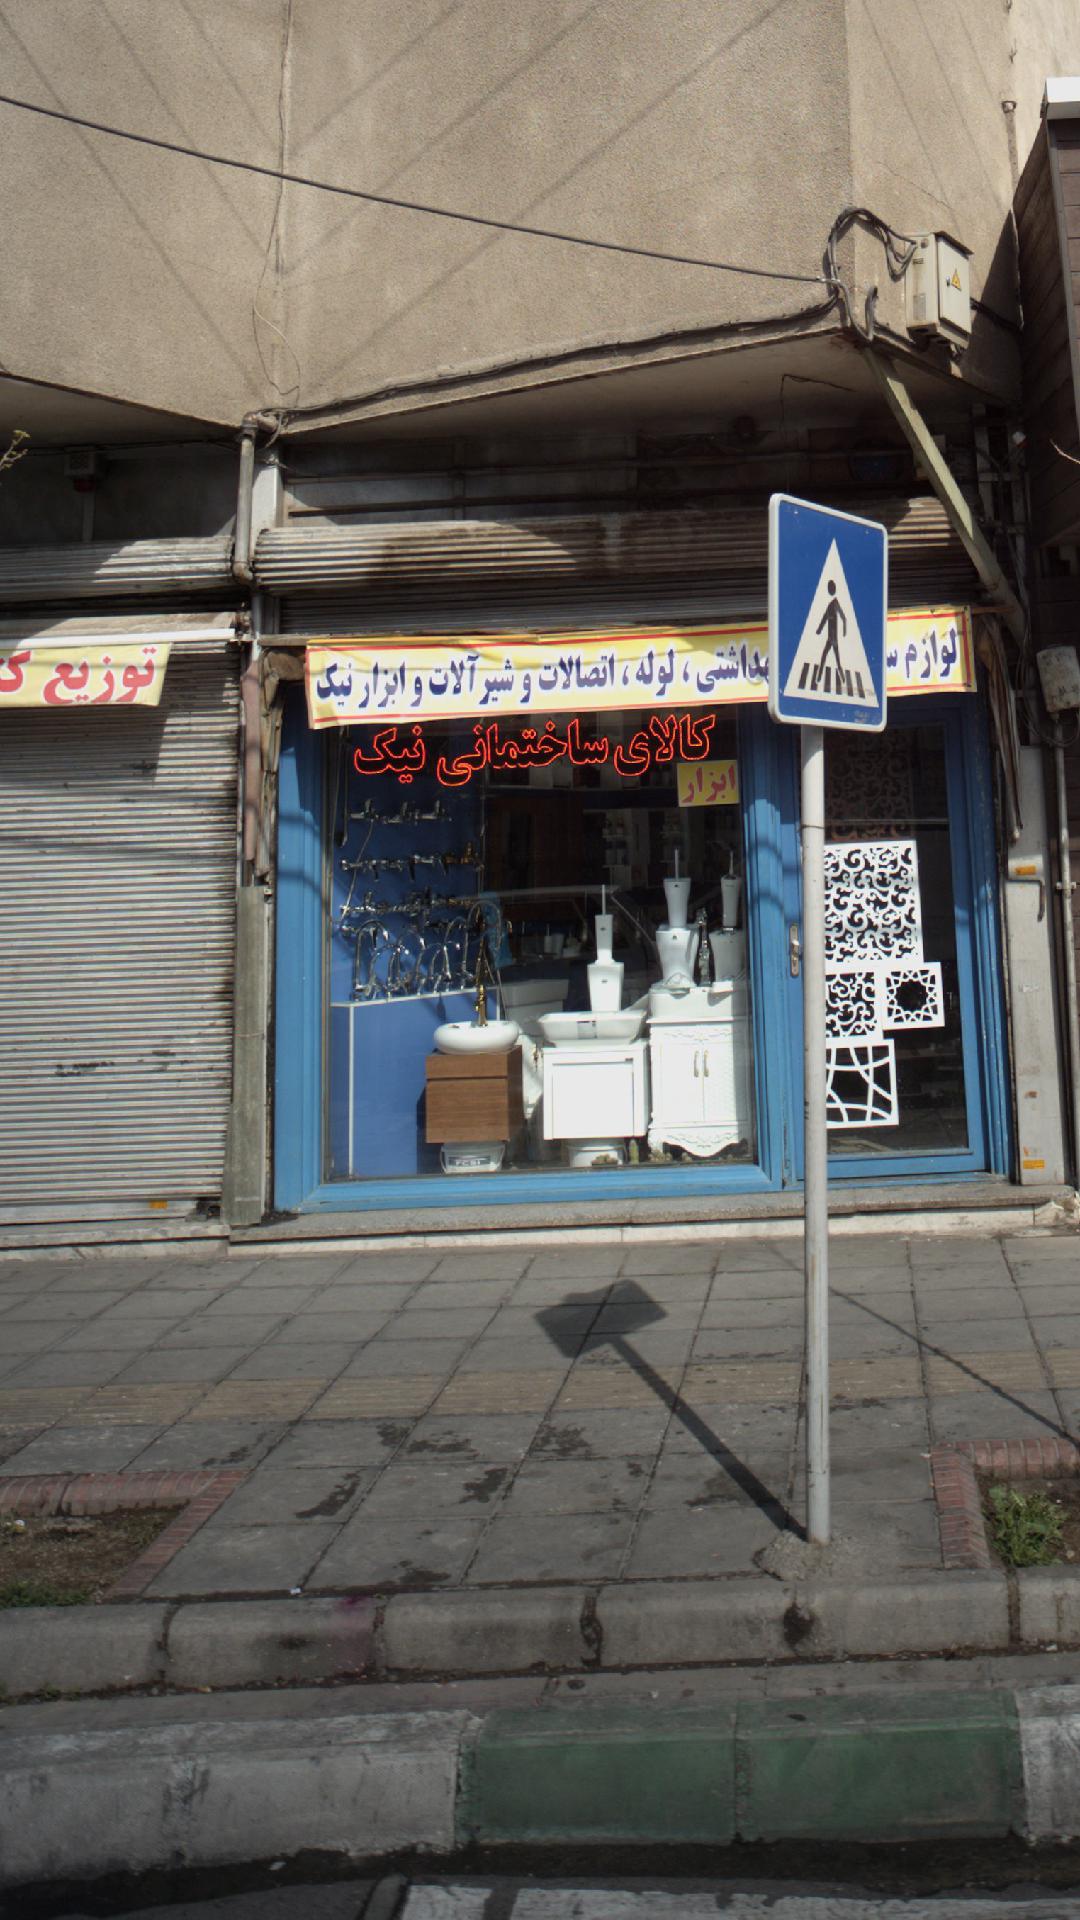 لوازم بهداشتی ، لوله ، اتصالات و شیرآلات و ابزار نیک
کالای ساختمانی نیک
ابزار
توزیع